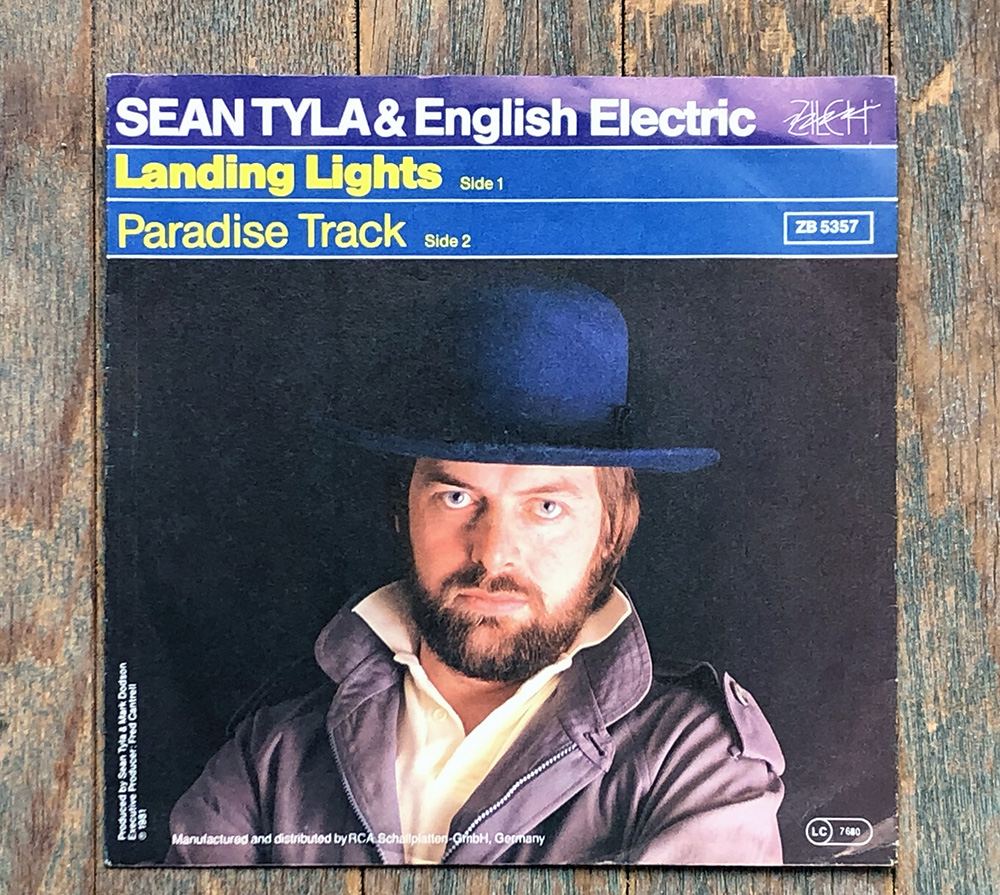 SEAN TYLA & English Electric
Landing Lights Side 1
Paradise Track Side 2
ZB 5357
Produced by Sean Tyla & Mark Dodson
Executive Producer: Fred Cantrell
℗ 1981
Manufactured and distributed by RCA Schallplatten-GmbH, Germany
LC 7680